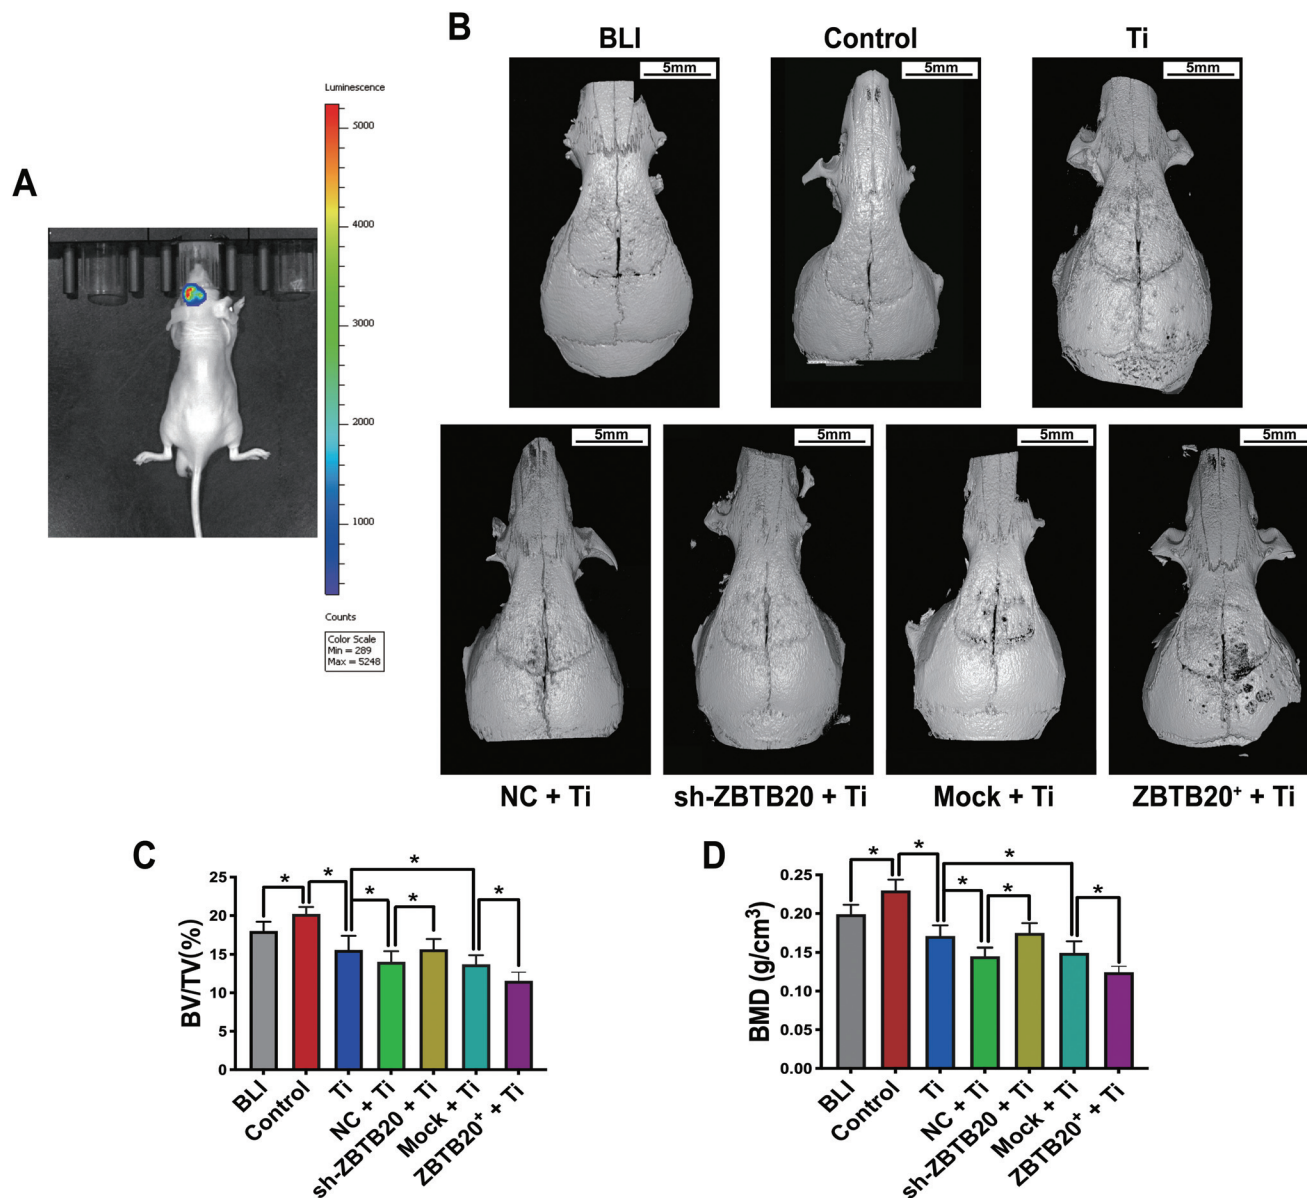 A
Luminescence
5000
4000
3000
2000
1000
Counts
Color Scale
Min = 289
Max = 5248
B
BLI
Control
Ti
5mm
5mm
5mm
5mm
5mm
5mm
5mm
NC + Ti
sh-ZBTB20 + Ti
Mock + Ti
ZBTB20⁺ + Ti
C
BV/TV(%)
25
20
15
10
5
0
*
*
*
*
*
*
BLI
Control
Ti
NC + Ti
sh-ZBTB20 + Ti
Mock + Ti
ZBTB20⁺ + Ti
D
BMD (g/cm³)
0.25
0.20
0.15
0.10
0.05
0.00
*
*
*
*
*
*
BLI
Control
Ti
NC + Ti
sh-ZBTB20 + Ti
Mock + Ti
ZBTB20⁺ + Ti